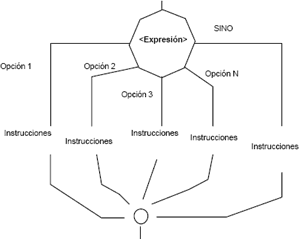 SINO
<Expresión>
Opción 1
Opción 2
Opción N
Opción 3
Instrucciones
Instrucciones
Instrucciones
Instrucciones
Instrucciones